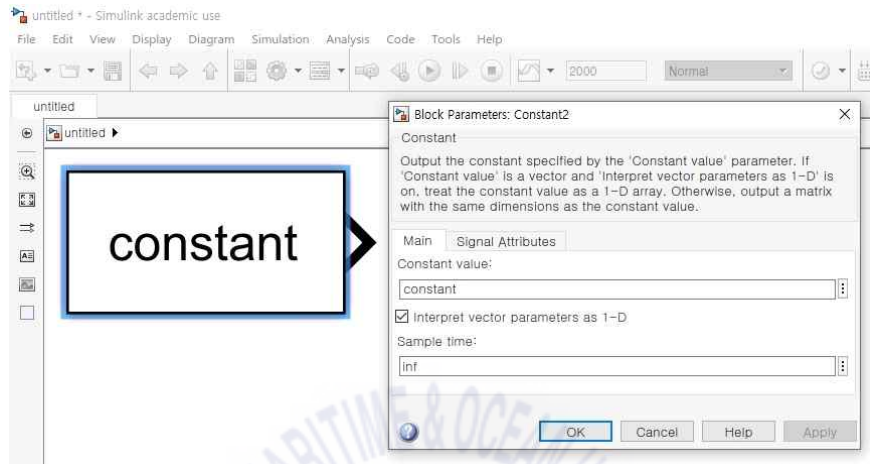 untitled * - Simulink academic use
File Edit View Display Diagram Simulation Analysis Code Tools Help
2000 Normal
untitled
untitled
constant
Block Parameters: Constant2
Constant
Output the constant specified by the 'Constant value' parameter. If
'Constant value' is a vector and 'Interpret vector parameters as 1-D' is
on, treat the constant value as a 1-D array. Otherwise, output a matrix
with the same dimensions as the constant value.
Main Signal Attributes
Constant value:
constant
Interpret vector parameters as 1-D
Sample time:
inf
OK Cancel Help Apply